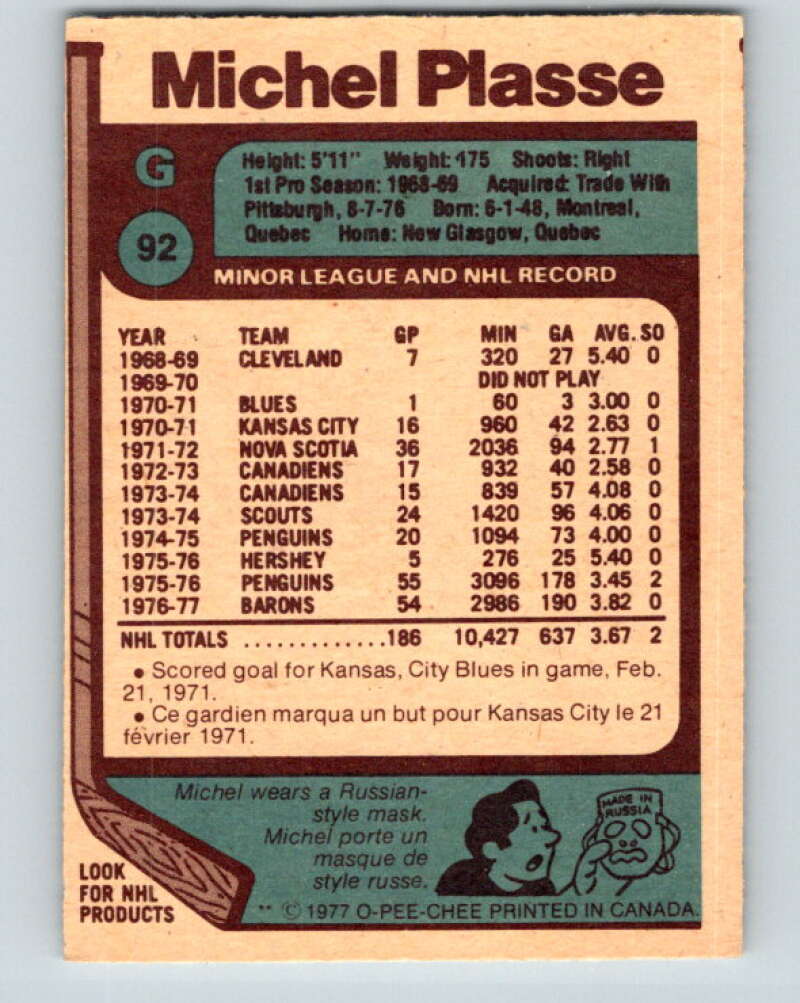 Michel Plasse
G
92
Height: 5'11" Weight: 175 Shoots: Right
1st Pro Season: 1968-69 Acquired: Trade With
Pittsburgh, 8-7-76 Born: 6-1-48, Montreal,
Quebec Home: New Glasgow, Quebec
MINOR LEAGUE AND NHL RECORD
YEAR TEAM GP MIN GA AVG. SO
1968-69 CLEVELAND 7 320 27 5.40 0
1969-70 DID NOT PLAY
1970-71 BLUES 1 60 3 3.00 0
1970-71 KANSAS CITY 16 960 42 2.63 0
1971-72 NOVA SCOTIA 36 2036 94 2.77 1
1972-73 CANADIENS 17 932 40 2.58 0
1973-74 CANADIENS 15 839 57 4.08 0
1973-74 SCOUTS 24 1420 96 4.06 0
1974-75 PENGUINS 20 1094 73 4.00 0
1975-76 HERSHEY 5 276 25 5.40 0
1975-76 PENGUINS 55 3096 178 3.45 2
1976-77 BARONS 54 2986 190 3.82 0
NHL TOTALS .............186 10,427 637 3.67 2
• Scored goal for Kansas, City Blues in game, Feb.
21, 1971.
• Ce gardien marqua un but pour Kansas City le 21
février 1971.
Michel wears a Russian-
style mask.
Michel porte un
masque de
style russe.
MADE IN
RUSSIA
LOOK
FOR NHL
PRODUCTS
** © 1977 O-PEE-CHEE PRINTED IN CANADA.